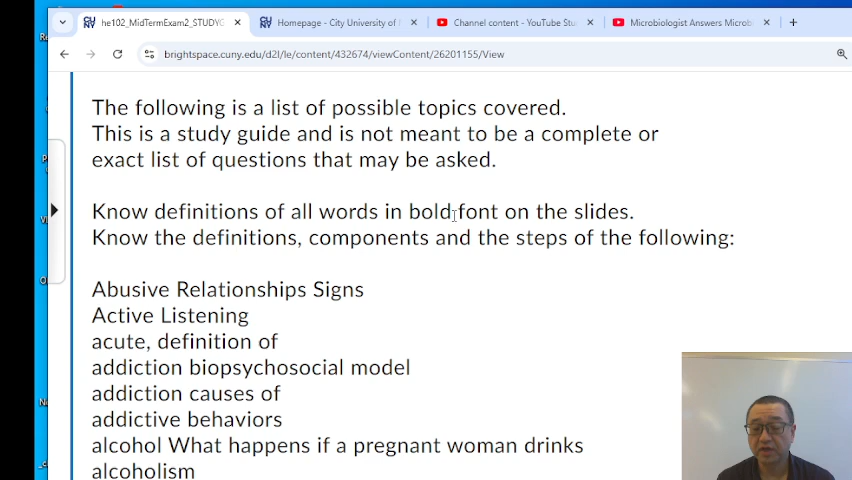 he102_MidTermExam2_STUDYG
Homepage - City University of
Channel content - YouTube Stu
Microbiologist Answers Microbi
brightspace.cuny.edu/d2l/le/content/432674/viewContent/26201155/View
The following is a list of possible topics covered.
This is a study guide and is not meant to be a complete or
exact list of questions that may be asked.
Know definitions of all words in bold font on the slides.
Know the definitions, components and the steps of the following:
Abusive Relationships Signs
Active Listening
acute, definition of
addiction biopsychosocial model
addiction causes of
addictive behaviors
alcohol What happens if a pregnant woman drinks
alcoholism